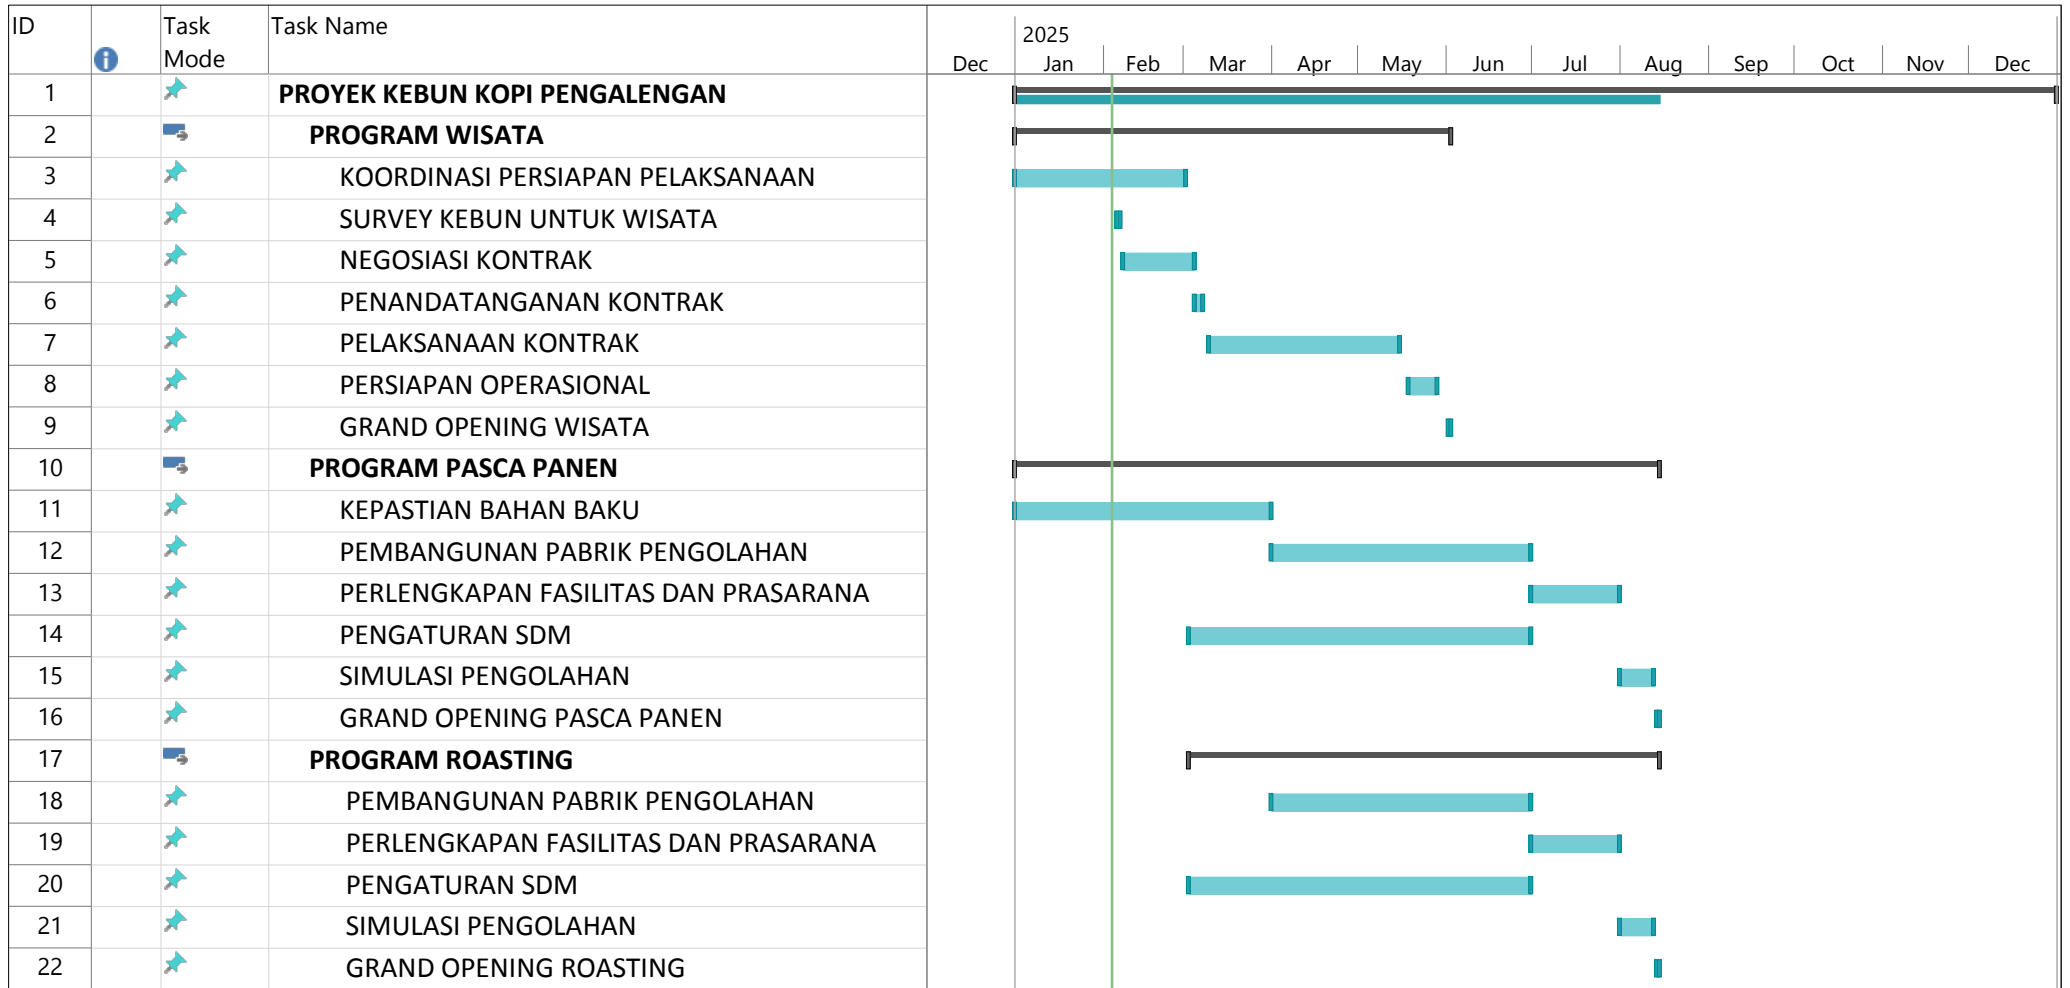 ID Task Mode Task Name
2025
Dec Jan Feb Mar Apr May Jun Jul Aug Sep Oct Nov Dec
1 PROYEK KEBUN KOPI PENGALENGAN
2 PROGRAM WISATA
3 KOORDINASI PERSIAPAN PELAKSANAAN
4 SURVEY KEBUN UNTUK WISATA
5 NEGOSIASI KONTRAK
6 PENANDATANGANAN KONTRAK
7 PELAKSANAAN KONTRAK
8 PERSIAPAN OPERASIONAL
9 GRAND OPENING WISATA
10 PROGRAM PASCA PANEN
11 KEPASTIAN BAHAN BAKU
12 PEMBANGUNAN PABRIK PENGOLAHAN
13 PERLENGKAPAN FASILITAS DAN PRASARANA
14 PENGATURAN SDM
15 SIMULASI PENGOLAHAN
16 GRAND OPENING PASCA PANEN
17 PROGRAM ROASTING
18 PEMBANGUNAN PABRIK PENGOLAHAN
19 PERLENGKAPAN FASILITAS DAN PRASARANA
20 PENGATURAN SDM
21 SIMULASI PENGOLAHAN
22 GRAND OPENING ROASTING